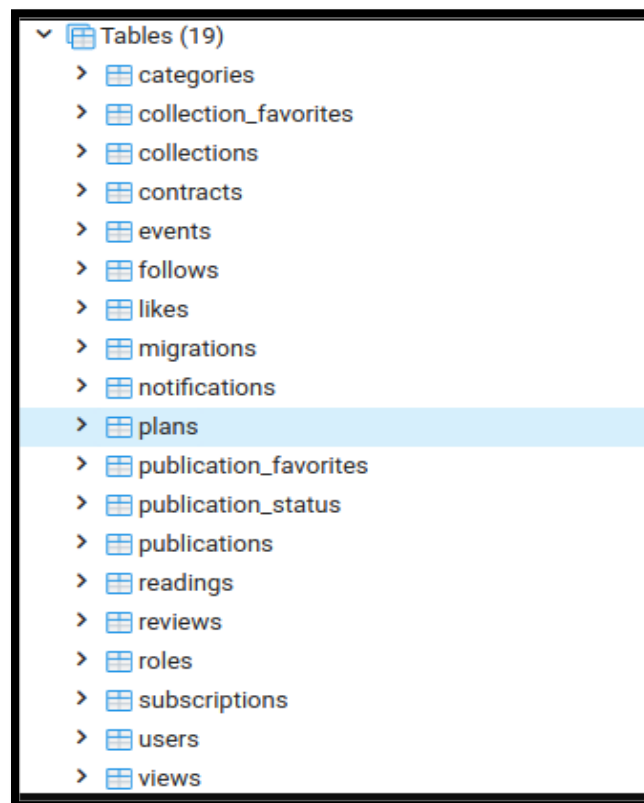 Tables (19)
categories
collection_favorites
collections
contracts
events
follows
likes
migrations
notifications
plans
publication_favorites
publication_status
publications
readings
reviews
roles
subscriptions
users
views